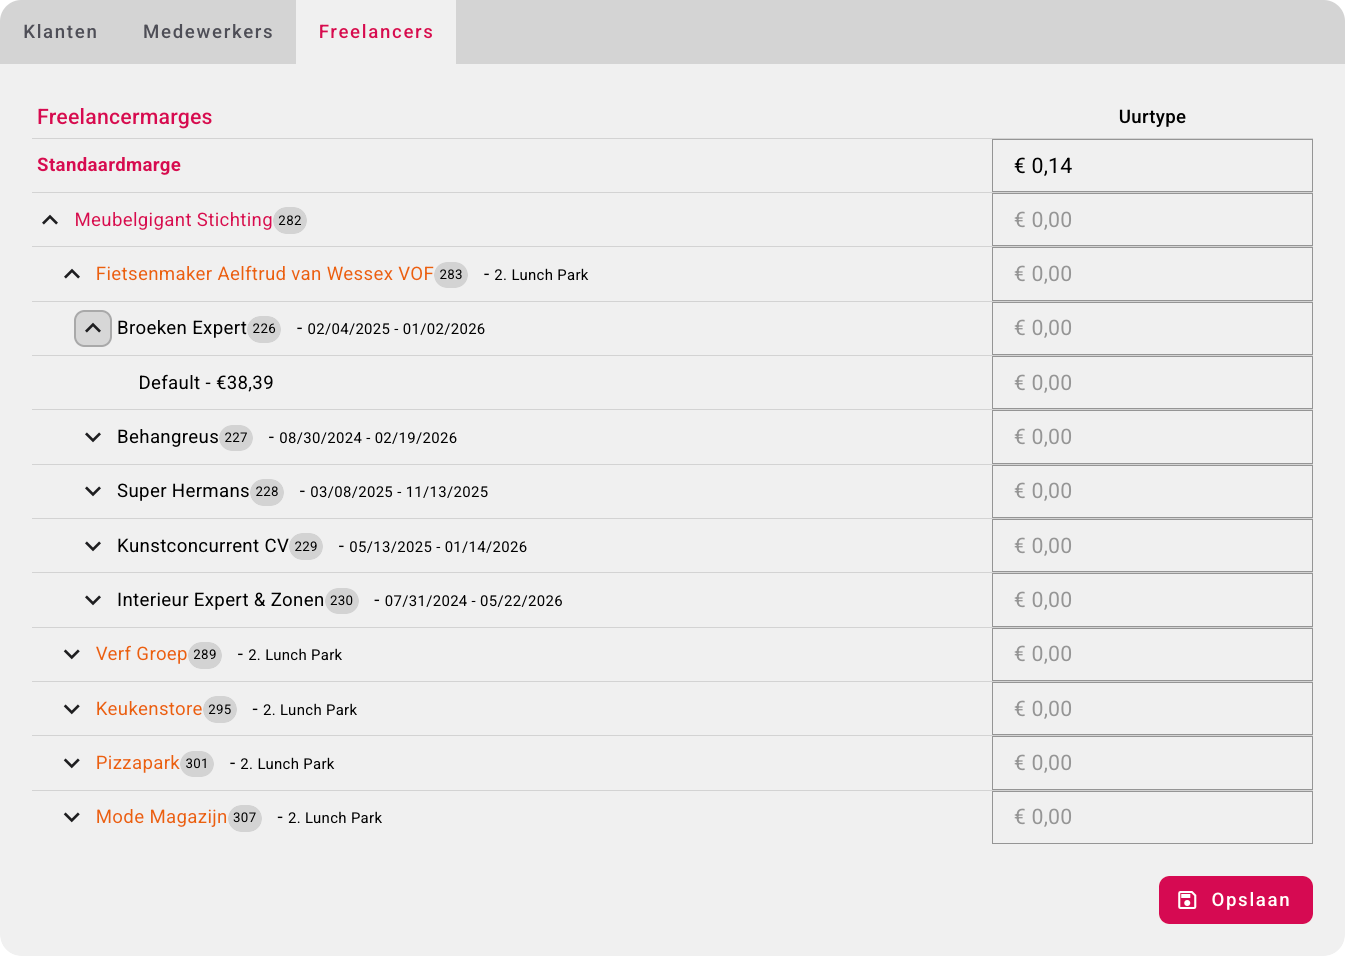 Klanten Medewerkers Freelancers
Freelancermarges Uurtype
Standaardmarge € 0,14
Meubelgigant Stichting 282 € 0,00
Fietsenmaker Aelftrud van Wessex VOF 283 - 2. Lunch Park € 0,00
Broeken Expert 226 - 02/04/2025 - 01/02/2026 € 0,00
Default - €38,39 € 0,00
Behangreus 227 - 08/30/2024 - 02/19/2026 € 0,00
Super Hermans 228 - 03/08/2025 - 11/13/2025 € 0,00
Kunstconcurrent CV 229 - 05/13/2025 - 01/14/2026 € 0,00
Interieur Expert & Zonen 230 - 07/31/2024 - 05/22/2026 € 0,00
Verf Groep 289 - 2. Lunch Park € 0,00
Keukenstore 295 - 2. Lunch Park € 0,00
Pizzapark 301 - 2. Lunch Park € 0,00
Mode Magazijn 307 - 2. Lunch Park € 0,00
Opslaan